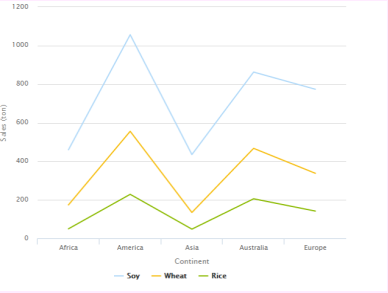 1200
1000
800
600
400
200
0
Sales (ton)
Africa America Asia Australia Europe
Continent
Soy Wheat Rice